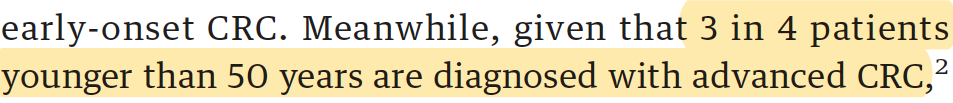 early-onset CRC. Meanwhile, given that 3 in 4 patients
younger than 50 years are diagnosed with advanced CRC,²